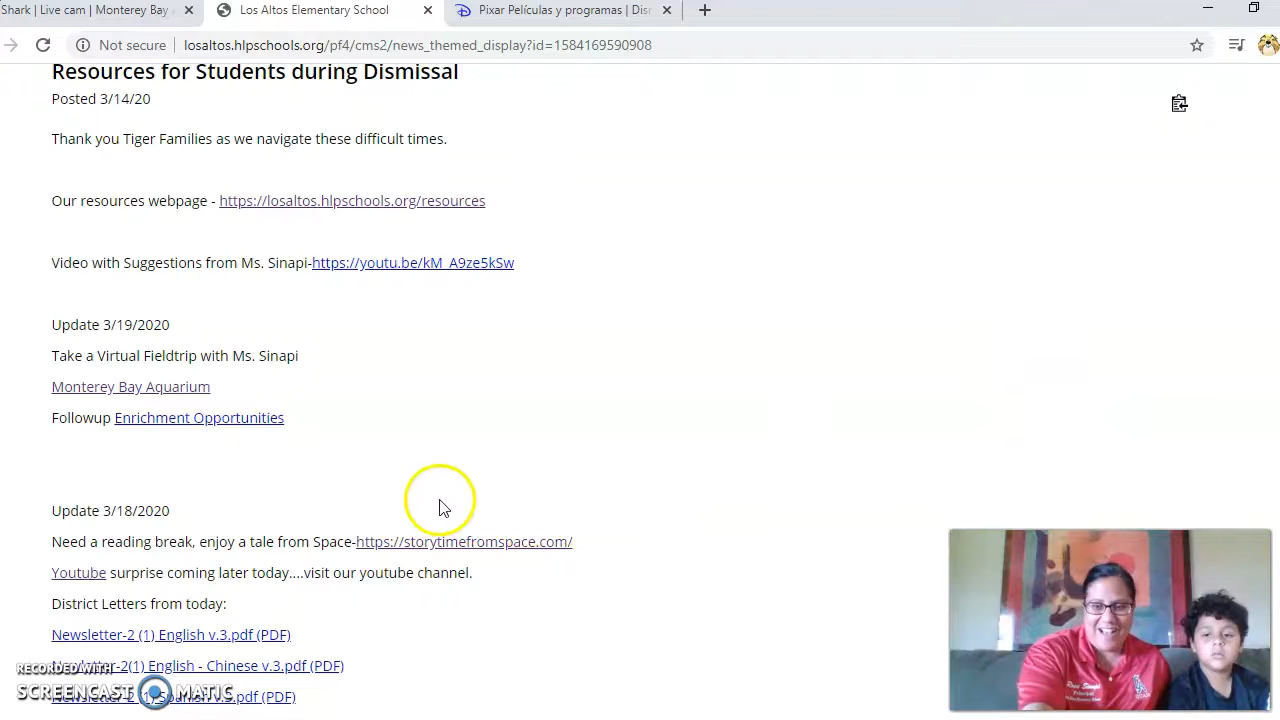 Shark | Live cam | Monterey Bay
Los Altos Elementary School
Pixar Películas y programas | Disn
Not secure
losaltos.hlpschools.org/pf4/cms2/news_themed_display?id=1584169590908
Resources for Students during Dismissal
Posted 3/14/20
Thank you Tiger Families as we navigate these difficult times.
Our resources webpage - https://losaltos.hlpschools.org/resources
Video with Suggestions from Ms. Sinapi-https://youtu.be/kM_A9ze5kSw
Update 3/19/2020
Take a Virtual Fieldtrip with Ms. Sinapi
Monterey Bay Aquarium
Followup Enrichment Opportunities
Update 3/18/2020
Need a reading break, enjoy a tale from Space-https://storytimefromspace.com/
Youtube surprise coming later today....visit our youtube channel.
District Letters from today:
Newsletter-2 (1) English v.3.pdf (PDF)
-2(1) English - Chinese v.3.pdf (PDF)
RECORDED WITH
SCREENCAST MATIC
Newsletter-2 (1) Spanish v.3.pdf (PDF)
Principal